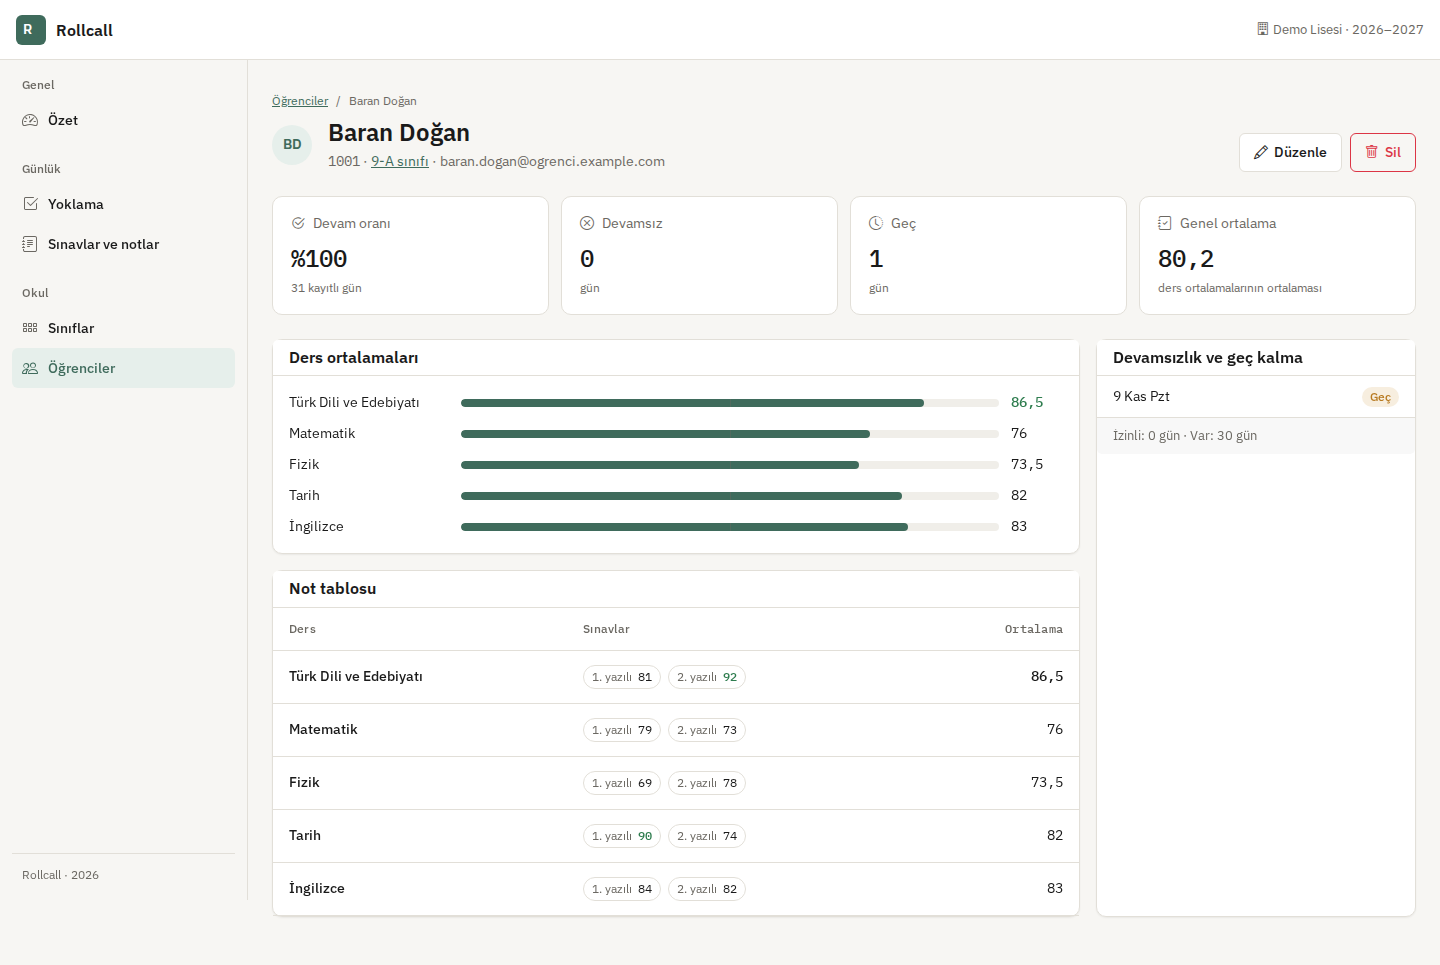 R Rollcall
Demo Lisesi · 2026–2027
Genel
Özet
Günlük
Yoklama
Sınavlar ve notlar
Okul
Sınıflar
Öğrenciler
Rollcall · 2026
Öğrenciler / Baran Doğan
BD
Baran Doğan
1001 · 9-A sınıfı · baran.dogan@ogrenci.example.com
Düzenle
Sil
Devam oranı
%100
31 kayıtlı gün
Devamsız
0
gün
Geç
1
gün
Genel ortalama
80,2
ders ortalamalarının ortalaması
Ders ortalamaları
Türk Dili ve Edebiyatı 86,5
Matematik 76
Fizik 73,5
Tarih 82
İngilizce 83
Not tablosu
Ders Sınavlar Ortalama
Türk Dili ve Edebiyatı 1. yazılı 81 2. yazılı 92 86,5
Matematik 1. yazılı 79 2. yazılı 73 76
Fizik 1. yazılı 69 2. yazılı 78 73,5
Tarih 1. yazılı 90 2. yazılı 74 82
İngilizce 1. yazılı 84 2. yazılı 82 83
Devamsızlık ve geç kalma
9 Kas Pzt Geç
İzinli: 0 gün · Var: 30 gün